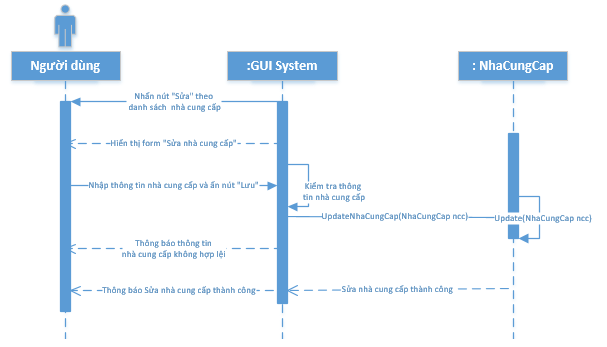 Người dùng
:GUI System
: NhaCungCap
Nhấn nút "Sửa" theo
danh sách nhà cung cấp
Hiển thị form "Sửa nhà cung cấp"
Nhập thông tin nhà cung cấp và ấn nút "Lưu"
Kiểm tra thông
tin nhà cung cấp
UpdateNhaCungCap(NhaCungCap ncc)
Update(NhaCungCap ncc)
Thông báo thông tin
nhà cung cấp không hợp lệi
Sửa nhà cung cấp thành công
Thông báo Sửa nhà cung cấp thành công